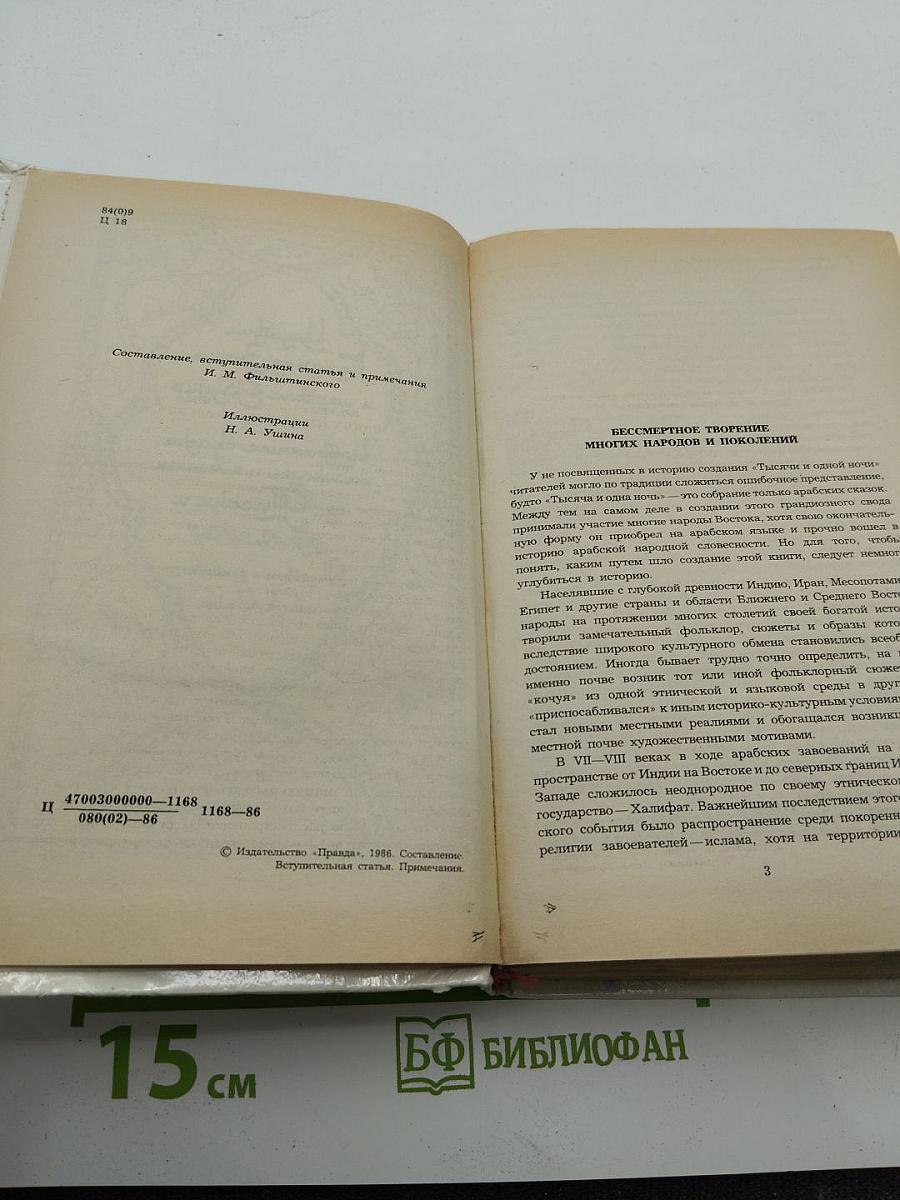 84(0)9
Ц 18
Составление, вступительная статья и примечания
И. М. Фильштинского
Иллюстрации
Н. А. Ушина
Ц 47003000000—1168 1168—86
080(02)—86
© Издательство «Правда», 1986. Составление.
Вступительная статья. Примечания.
БЕССМЕРТНОЕ ТВОРЕНИЕ
МНОГИХ НАРОДОВ И ПОКОЛЕНИЙ
У не посвященных в историю создания «Тысячи и одной ночи»
читателей могло по традиции сложиться ошибочное представление,
будто «Тысяча и одна ночь» — это собрание только арабских сказок.
Между тем на самом деле в создании этого грандиозного свода
принимали участие многие народы Востока, хотя свою окончатель-
ную форму он приобрел на арабском языке и прочно вошел в
историю арабской народной словесности. Но для того, чтобы
понять, каким путем шло создание этой книги, следует немног
углубиться в историю.
Населявшие с глубокой древности Индию, Иран, Месопотами
Египет и другие страны и области Ближнего и Среднего Восто
народы на протяжении многих столетий своей богатой исто
творили замечательный фольклор, сюжеты и образы кото
вследствие широкого культурного обмена становились всеоб
достоянием. Иногда бывает трудно точно определить, на
именно почве возник тот или иной фольклорный сюжет
«кочуя» из одной этнической и языковой среды в друг
«приспосабливался» к иным историко-культурным условия
стал новыми местными реалиями и обогащался возникш
местной почве художественными мотивами.
В VII—VIII веках в ходе арабских завоеваний на
пространстве от Индии на Востоке и до северных границ И
Западе сложилось неоднородное по своему этническо
государство — Халифат. Важнейшим последствием этог
ского события было распространение среди покоренн
религии завоевателей — ислама, хотя на территори
3
15 см
БФ БИБЛИОФАН